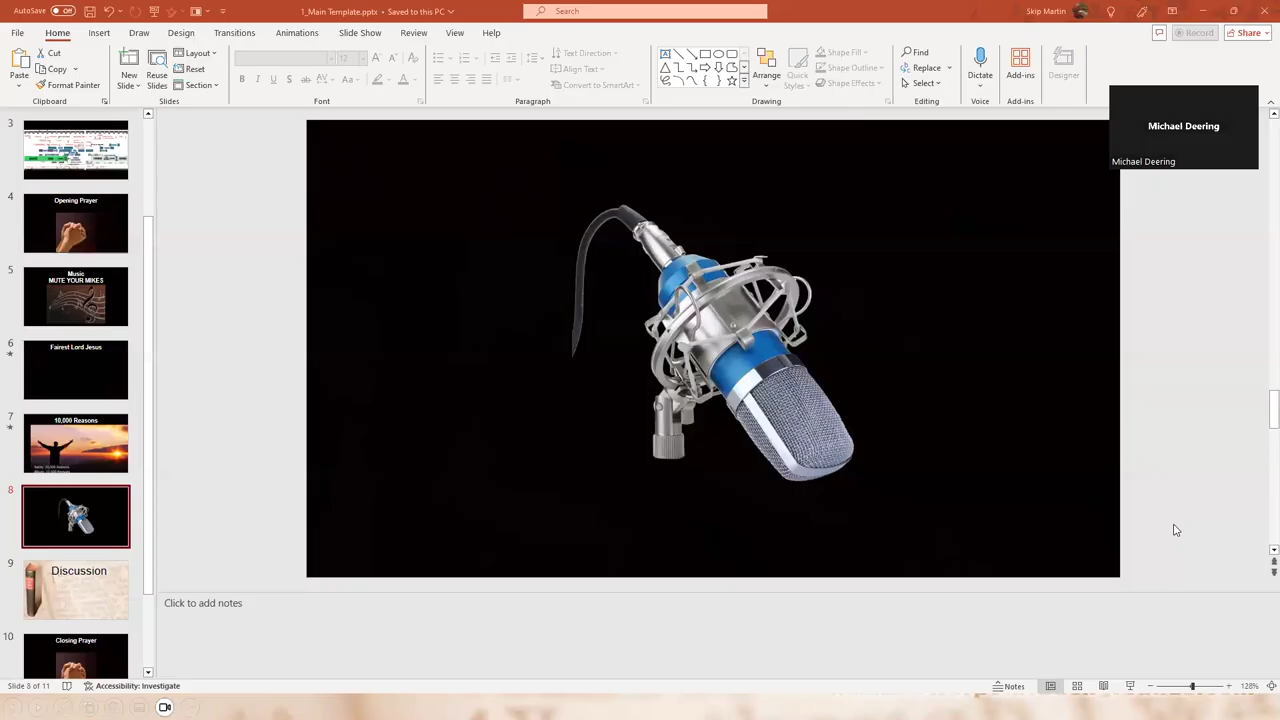 AutoSave Off 1_Main Template.pptx • Saved to this PC Search Skip Martin
File Home Insert Draw Design Transitions Animations Slide Show Review View Help Record Share
Paste Cut Copy Format Painter Clipboard
New Slide Reuse Slides Layout Reset Section Slides
12 Font
Text Direction Align Text Convert to SmartArt Paragraph
Arrange Quick Styles Shape Fill Shape Outline Shape Effects Drawing
Find Replace Select Editing
Dictate Voice
Add-ins Add-ins
Designer
Michael Deering
Michael Deering
3
4
Opening Prayer
5
Music
MUTE YOUR MIKES
6
Fairest Lord Jesus
7
10,000 Reasons
8
9
Discussion
10
Closing Prayer
Click to add notes
Slide 8 of 11 Accessibility: Investigate Notes 128%